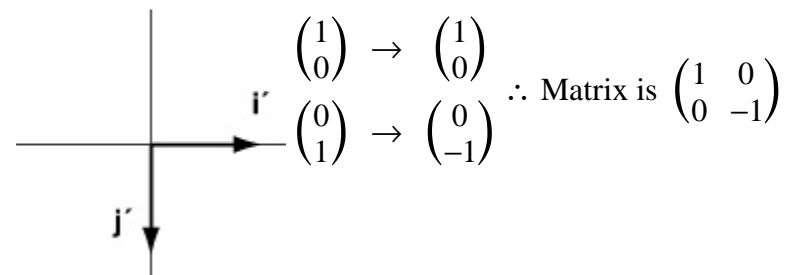 i´
j´
(1 0) → (1 0)
(0 1) → (0 −1)
∴ Matrix is (1 0
0 −1)